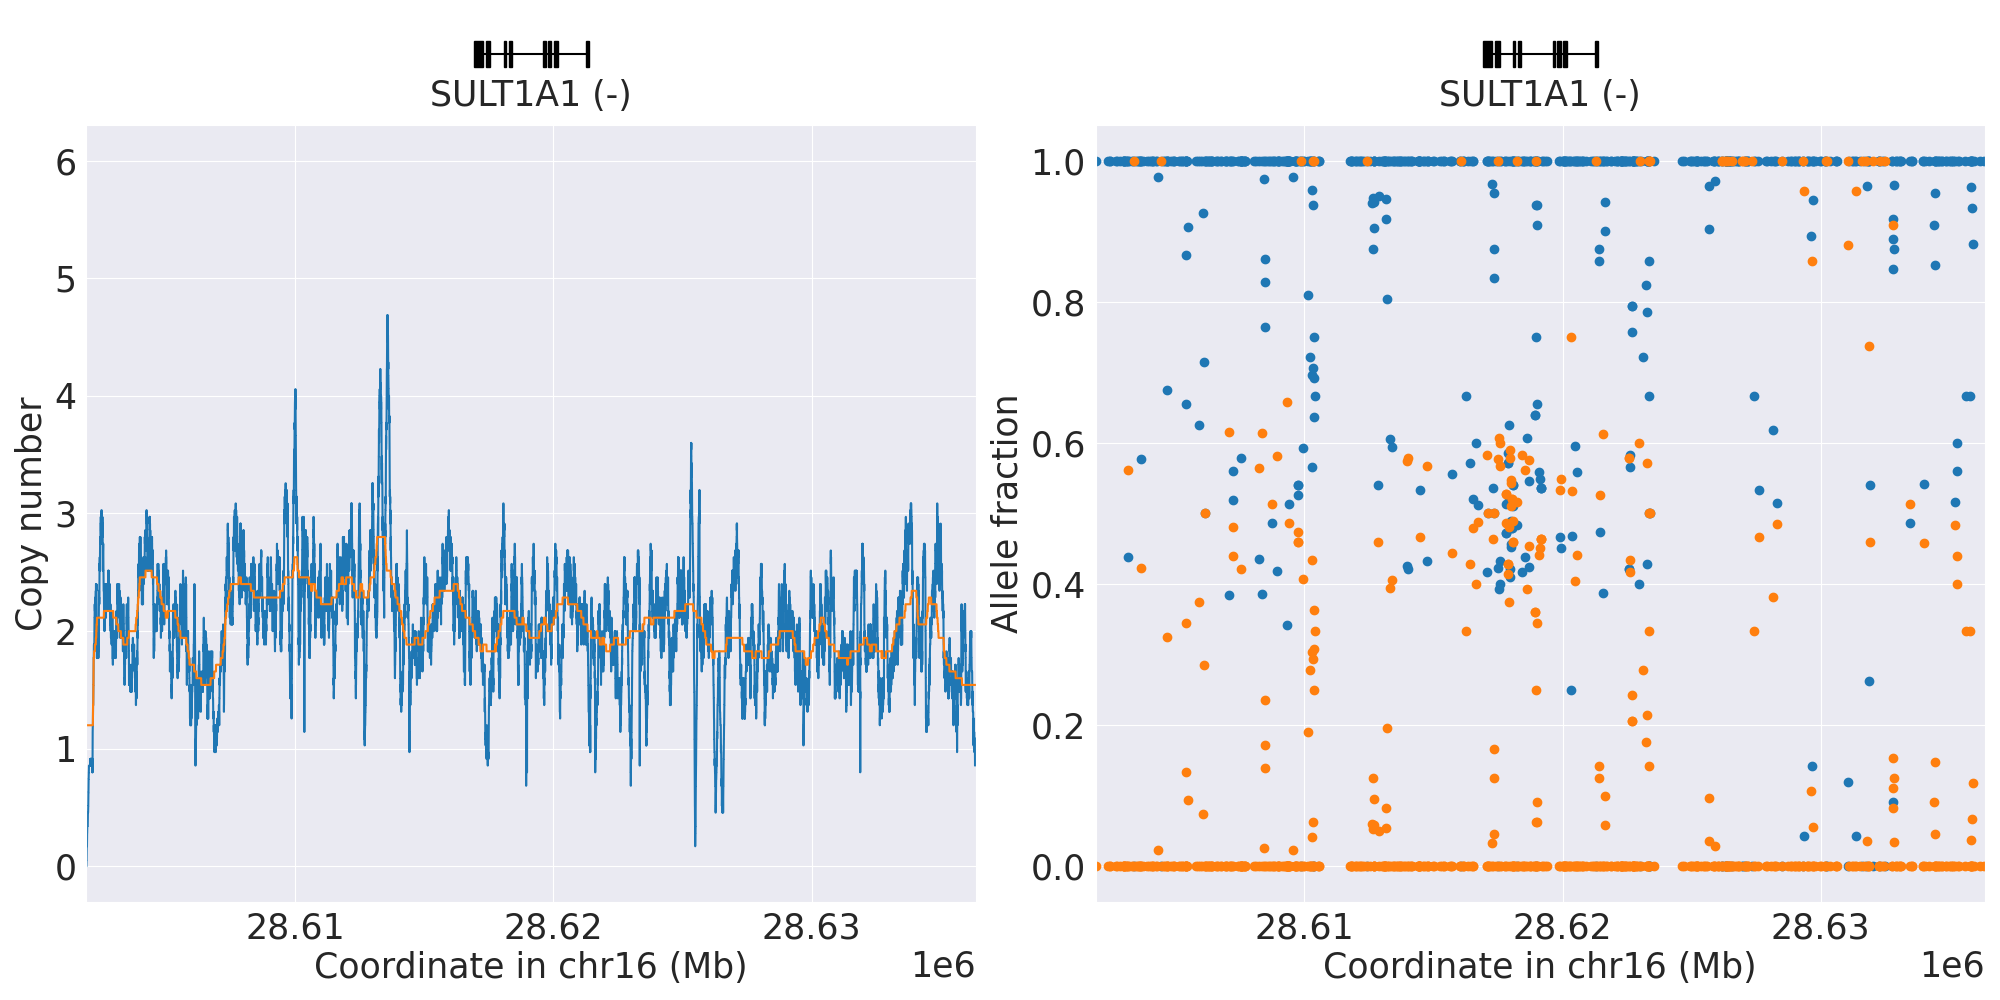 SULT1A1 (-)
6
5
4
3
2
1
0
Copy number
28.61
28.62
28.63
Coordinate in chr16 (Mb)
1e6
SULT1A1 (-)
1.0
0.8
0.6
0.4
0.2
0.0
Allele fraction
28.61
28.62
28.63
Coordinate in chr16 (Mb)
1e6